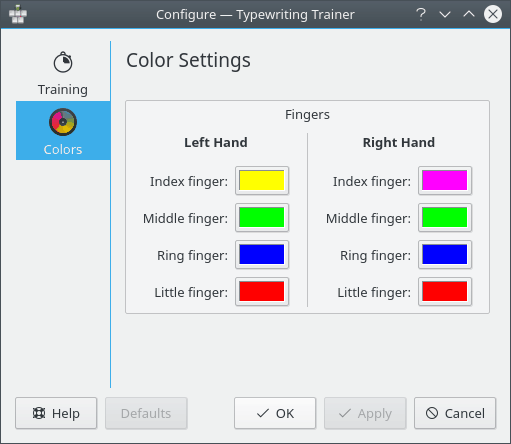 Configure — Typewriting Trainer
Training
Colors
Color Settings
Fingers
Left Hand
Right Hand
Index finger:
Index finger:
Middle finger:
Middle finger:
Ring finger:
Ring finger:
Little finger:
Little finger:
Help
Defaults
OK
Apply
Cancel